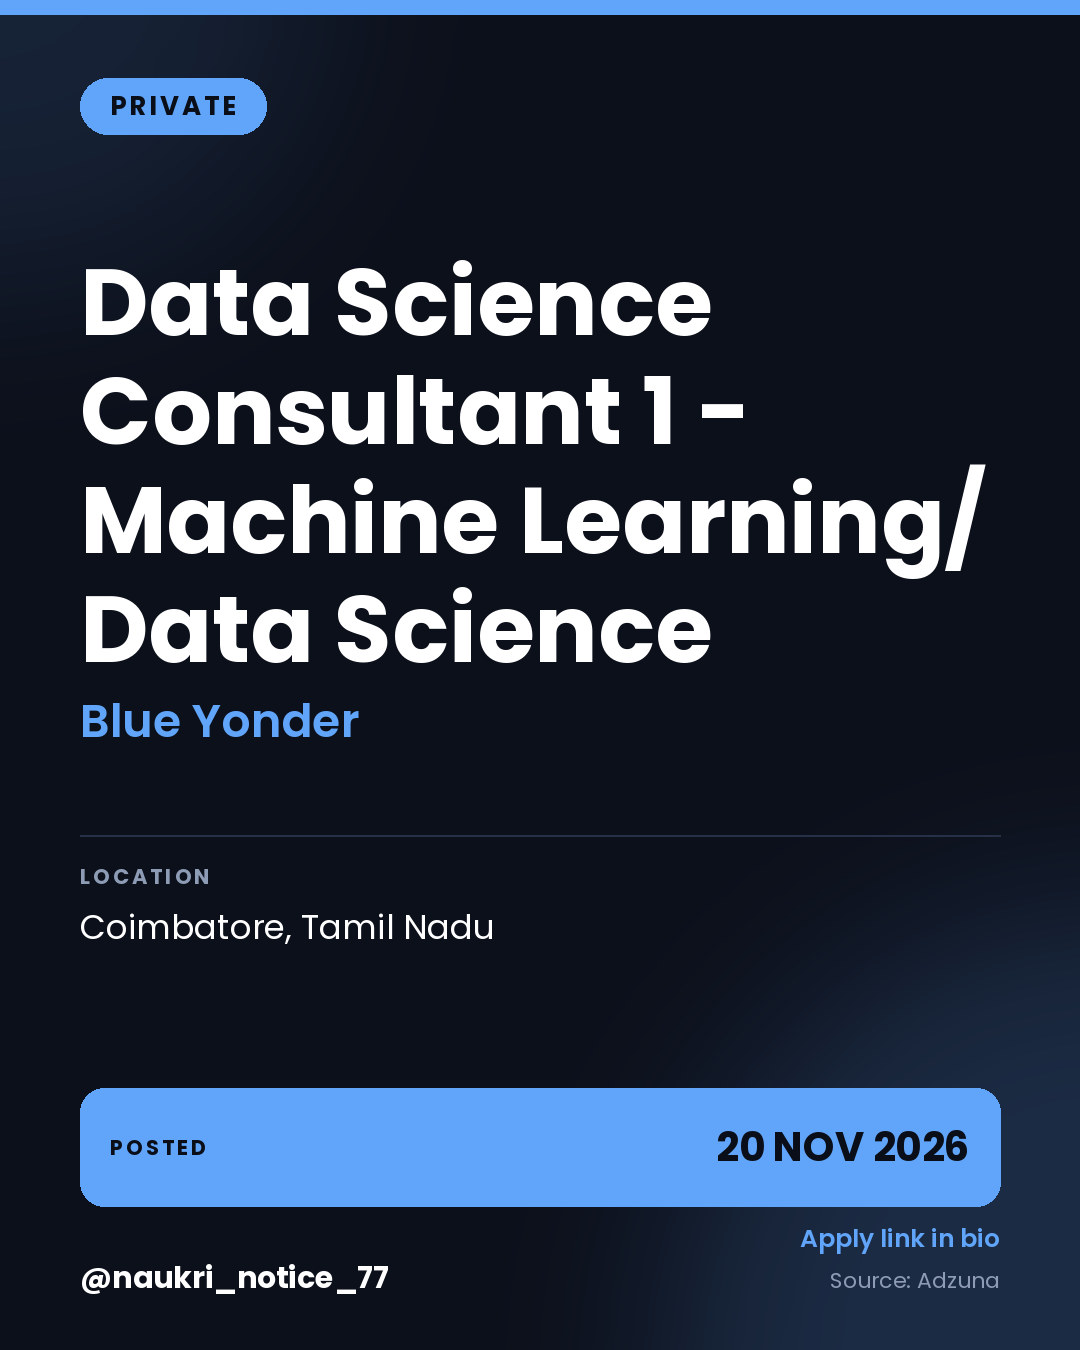 PRIVATE
Data Science
Consultant 1 -
Machine Learning/
Data Science
Blue Yonder
LOCATION
Coimbatore, Tamil Nadu
POSTED
20 NOV 2026
Apply link in bio
@naukri_notice_77
Source: Adzuna